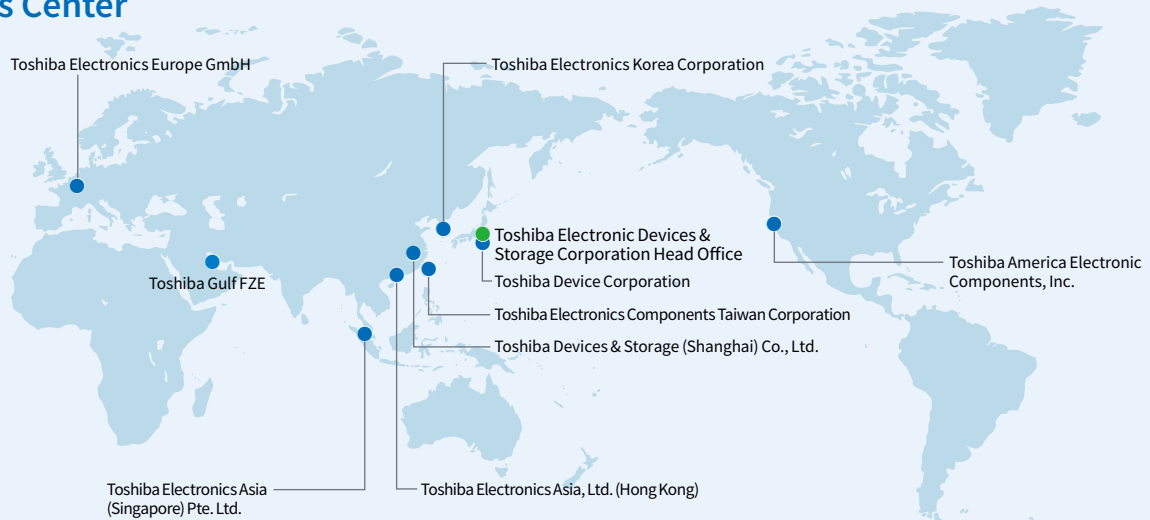 s Center
Toshiba Electronics Europe GmbH
Toshiba Electronics Korea Corporation
Toshiba Electronic Devices &
Storage Corporation Head Office
Toshiba Gulf FZE
Toshiba Device Corporation
Toshiba America Electronic
Components, Inc.
Toshiba Electronics Components Taiwan Corporation
Toshiba Devices & Storage (Shanghai) Co., Ltd.
Toshiba Electronics Asia
(Singapore) Pte. Ltd.
Toshiba Electronics Asia, Ltd. (Hong Kong)